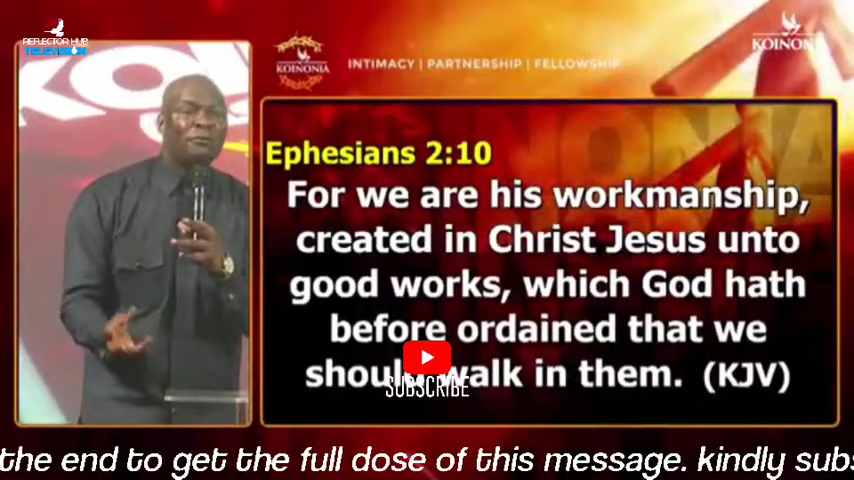 REFLECTOR HUB
TELEVISION
KOINONIA
INTIMACY | PARTNERSHIP | FELLOWSHIP
KOINONIA
Ephesians 2:10
For we are his workmanship,
created in Christ Jesus unto
good works, which God hath
before ordained that we
should walk in them. (KJV)
SUBSCRIBE
the end to get the full dose of this message. kindly subs